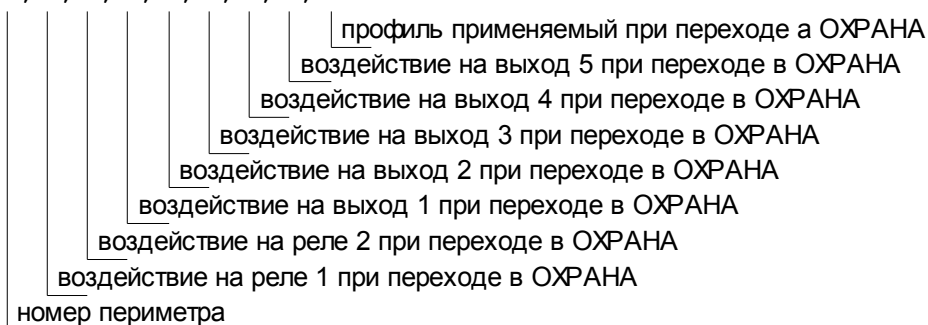 профиль применяемый при переходе а ОХРАНА
воздействие на выход 5 при переходе в ОХРАНА
воздействие на выход 4 при переходе в ОХРАНА
воздействие на выход 3 при переходе в ОХРАНА
воздействие на выход 2 при переходе в ОХРАНА
воздействие на выход 1 при переходе в ОХРАНА
воздействие на реле 2 при переходе в ОХРАНА
воздействие на реле 1 при переходе в ОХРАНА
номер периметра